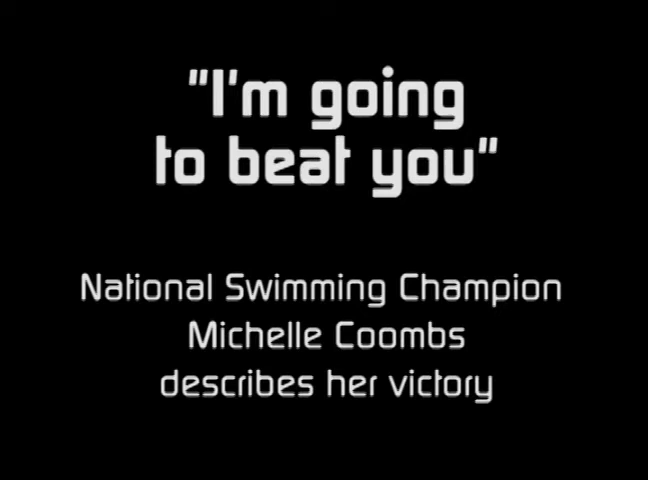 "I'm going
to beat you"
National Swimming Champion
Michelle Coombs
describes her victory